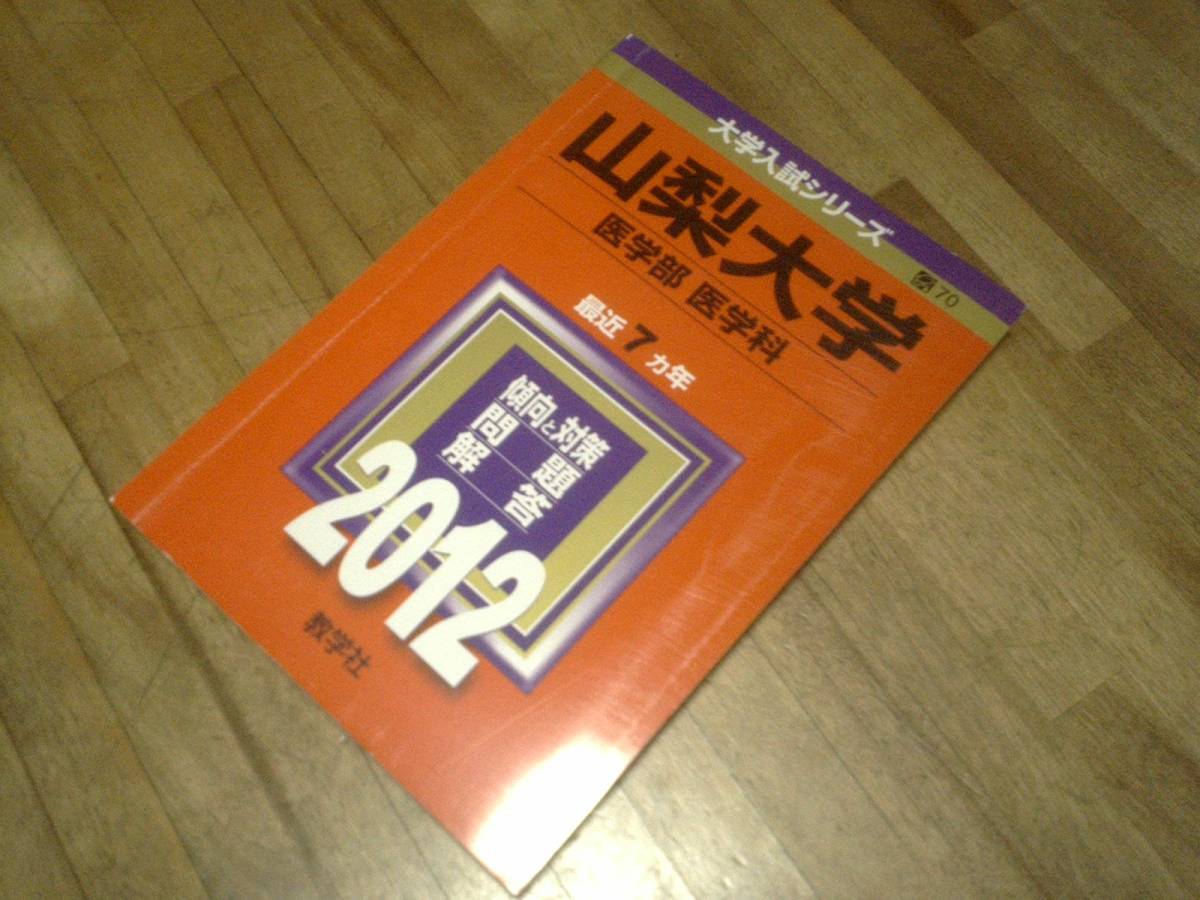 大学入試シリーズ
70
山梨大学
医学部 医学科
最近7カ年
傾向と対策
問題
解答
2012
教学社